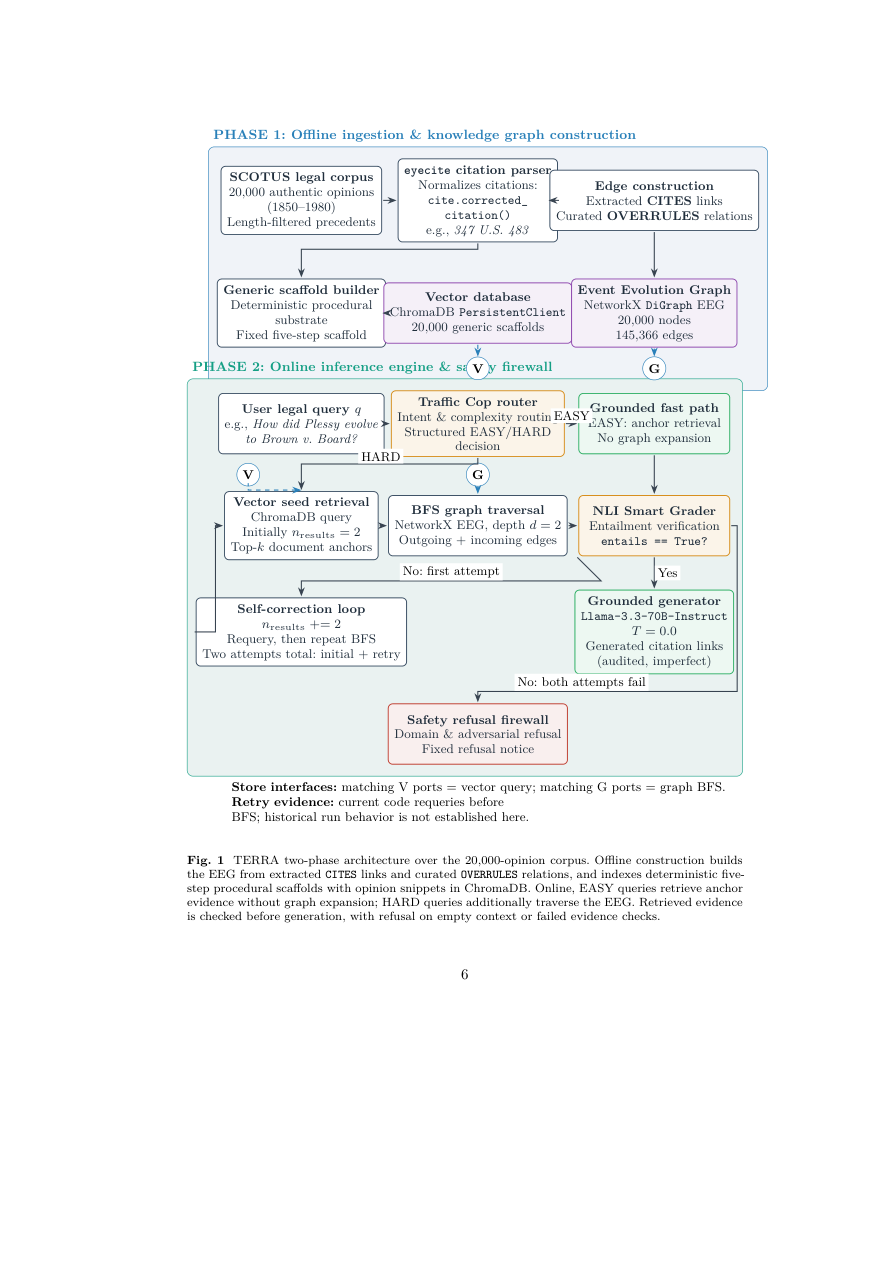 PHASE 1: Offline ingestion & knowledge graph construction
SCOTUS legal corpus
20,000 authentic opinions
(1850–1980)
Length-filtered precedents
eyecite citation parser
Normalizes citations:
cite.corrected_
citation()
e.g., 347 U.S. 483
Edge construction
Extracted CITES links
Curated OVERRULES relations
Generic scaffold builder
Deterministic procedural
substrate
Fixed five-step scaffold
Vector database
ChromaDB PersistentClient
20,000 generic scaffolds
Event Evolution Graph
NetworkX DiGraph EEG
20,000 nodes
145,366 edges
V
G
PHASE 2: Online inference engine & firewall
User legal query q
e.g., How did Plessy evolve
to Brown v. Board?
Traffic Cop router
Intent & complexity routin
Structured EASY/HARD
decision
EASY
Grounded fast path
EASY: anchor retrieval
No graph expansion
HARD
V
G
Vector seed retrieval
ChromaDB query
Initially nresults = 2
Top-k document anchors
BFS graph traversal
NetworkX EEG, depth d = 2
Outgoing + incoming edges
NLI Smart Grader
Entailment verification
entails == True?
No: first attempt
Yes
Self-correction loop
nresults += 2
Requery, then repeat BFS
Two attempts total: initial + retry
Grounded generator
Llama-3.3-70B-Instruct
T = 0.0
Generated citation links
(audited, imperfect)
No: both attempts fail
Safety refusal firewall
Domain & adversarial refusal
Fixed refusal notice
Store interfaces: matching V ports = vector query; matching G ports = graph BFS.
Retry evidence: current code requeries before
BFS; historical run behavior is not established here.
Fig. 1 TERRA two-phase architecture over the 20,000-opinion corpus. Offline construction builds
the EEG from extracted CITES links and curated OVERRULES relations, and indexes deterministic five-
step procedural scaffolds with opinion snippets in ChromaDB. Online, EASY queries retrieve anchor
evidence without graph expansion; HARD queries additionally traverse the EEG. Retrieved evidence
is checked before generation, with refusal on empty context or failed evidence checks.
6